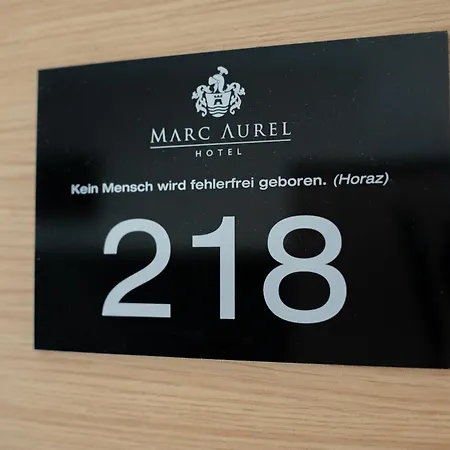 MARC AUREL
HOTEL
Kein Mensch wird fehlerfrei geboren. (Horaz)
218